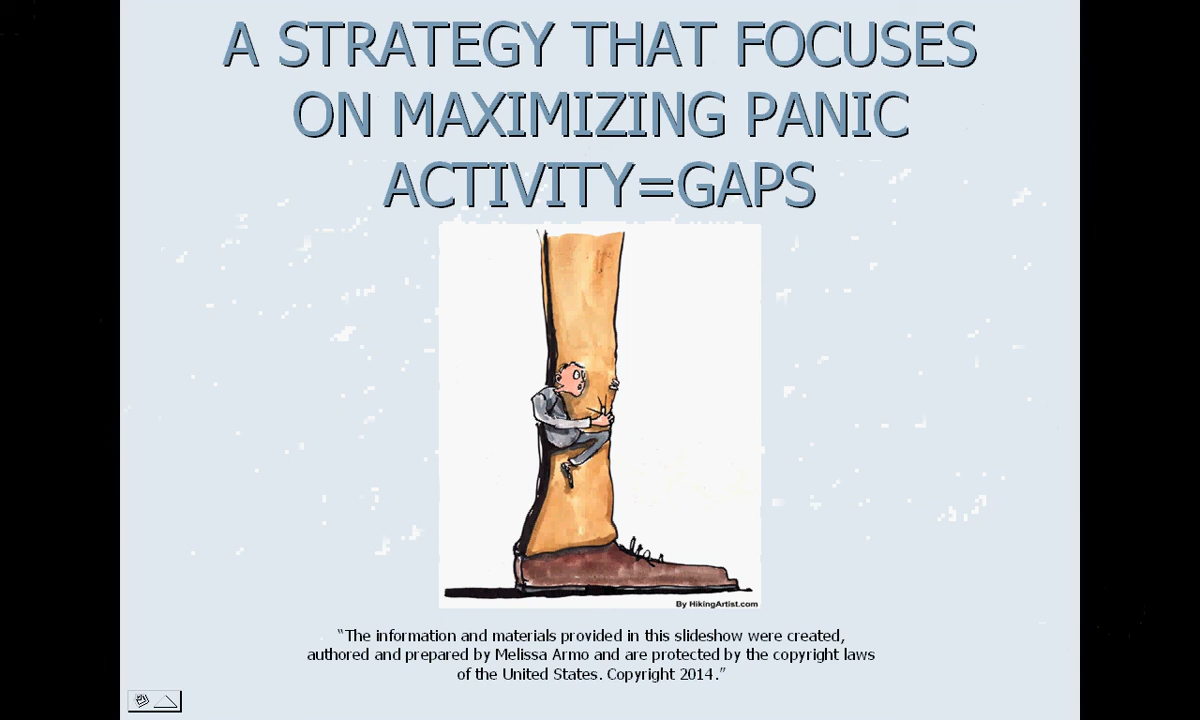 A STRATEGY THAT FOCUSES
ON MAXIMIZING PANIC
ACTIVITY=GAPS
By HikingArtist.com
“The information and materials provided in this slideshow were created,
authored and prepared by Melissa Armo and are protected by the copyright laws
of the United States. Copyright 2014.”